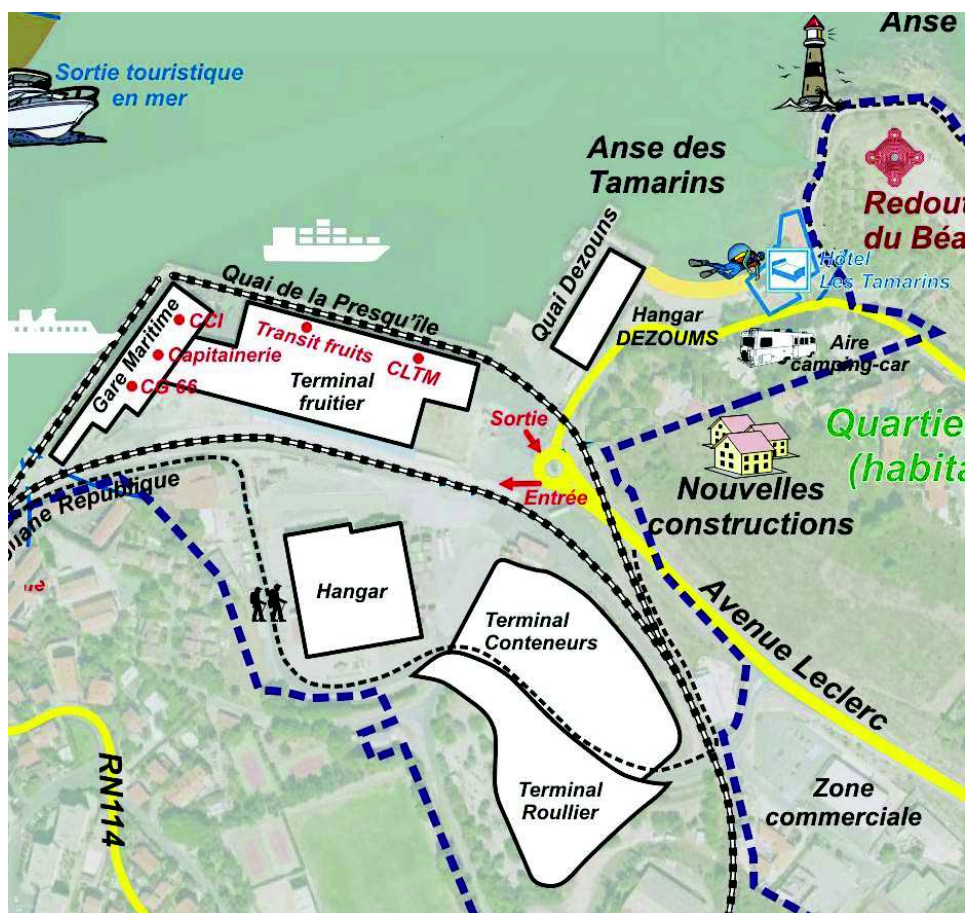 Anse
Sortie touristique
en mer
Anse des
Tamarins
Redout
du Béa
Hôtel
Les Tamarins
Quai Dezouns
Quai de la Presqu'île
Hangar
DEZOUMS
Aire
camping-car
Gare Maritime
CCI
Capitainerie
CG 66
Transit fruits
CLTM
Terminal
fruitier
Sortie
Entrée
Quartie
(habita
Nouvelles
constructions
République
Hangar
Terminal
Conteneurs
Avenue Leclerc
RN114
Terminal
Roullier
Zone
commerciale